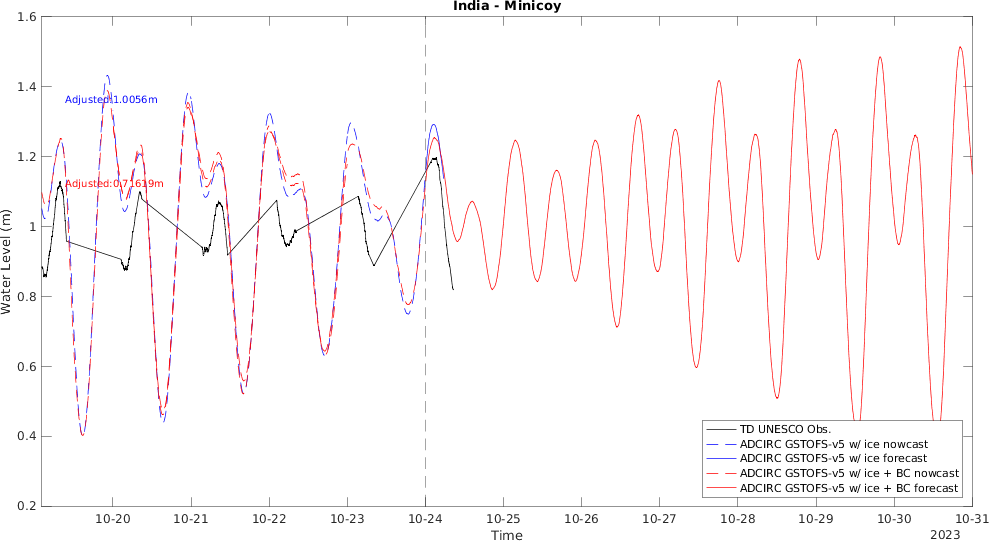 India - Minicoy
1.6
1.4
1.2
1
0.8
0.6
0.4
0.2
Water Level (m)
Adjusted:1.0056m
Adjusted:0.71619m
TD UNESCO Obs.
ADCIRC GSTOFS-v5 w/ ice nowcast
ADCIRC GSTOFS-v5 w/ ice forecast
ADCIRC GSTOFS-v5 w/ ice + BC nowcast
ADCIRC GSTOFS-v5 w/ ice + BC forecast
10-20 10-21 10-22 10-23 10-24 10-25 10-26 10-27 10-28 10-29 10-30 10-31
Time
2023